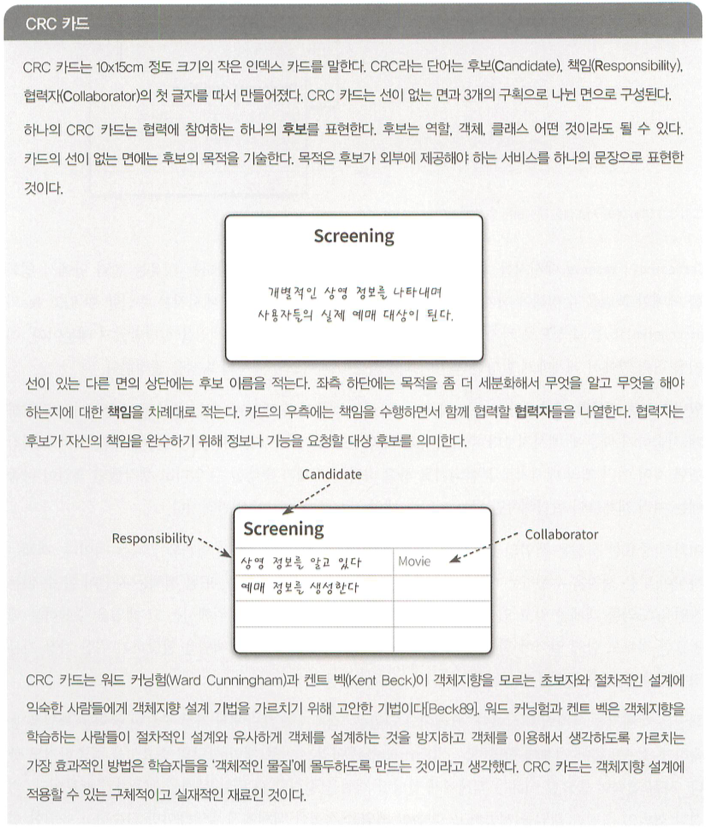 CRC 카드
CRC 카드는 10x15cm 정도 크기의 작은 인덱스 카드를 말한다. CRC라는 단어는 후보(Candidate), 책임(Responsibility),
협력자(Collaborator)의 첫 글자를 따서 만들어졌다. CRC 카드는 선이 없는 면과 3개의 구획으로 나뉜 면으로 구성된다.
하나의 CRC 카드는 협력에 참여하는 하나의 후보를 표현한다. 후보는 역할, 객체, 클래스 어떤 것이라도 될 수 있다.
카드의 선이 없는 면에는 후보의 목적을 기술한다. 목적은 후보가 외부에 제공해야 하는 서비스를 하나의 문장으로 표현한
것이다.
Screening
개별적인 상영 정보를 나타내며
사용자들의 실제 예매 대상이 된다.
선이 있는 다른 면의 상단에는 후보 이름을 적는다. 좌측 하단에는 목적을 좀 더 세분화해서 무엇을 알고 무엇을 해야
하는지에 대한 책임을 차례대로 적는다. 카드의 우측에는 책임을 수행하면서 함께 협력할 협력자들을 나열한다. 협력자는
후보가 자신의 책임을 완수하기 위해 정보나 기능을 요청할 대상 후보를 의미한다.
Candidate
Screening
Responsibility
Collaborator
상영 정보를 알고 있다
Movie
예매 정보를 생성한다
CRC 카드는 워드 커닝험(Ward Cunningham)과 켄트 벡(Kent Beck)이 객체지향을 모르는 초보자와 절차적인 설계에
익숙한 사람들에게 객체지향 설계 기법을 가르치기 위해 고안한 기법이다[Beck89]. 워드 커닝험과 켄트 벡은 객체지향을
학습하는 사람들이 절차적인 설계와 유사하게 객체를 설계하는 것을 방지하고 객체를 이용해서 생각하도록 가르치는
가장 효과적인 방법은 학습자들을 '객체적인 물질'에 몰두하도록 만드는 것이라고 생각했다. CRC 카드는 객체지향 설계에
적용할 수 있는 구체적이고 실재적인 재료인 것이다.